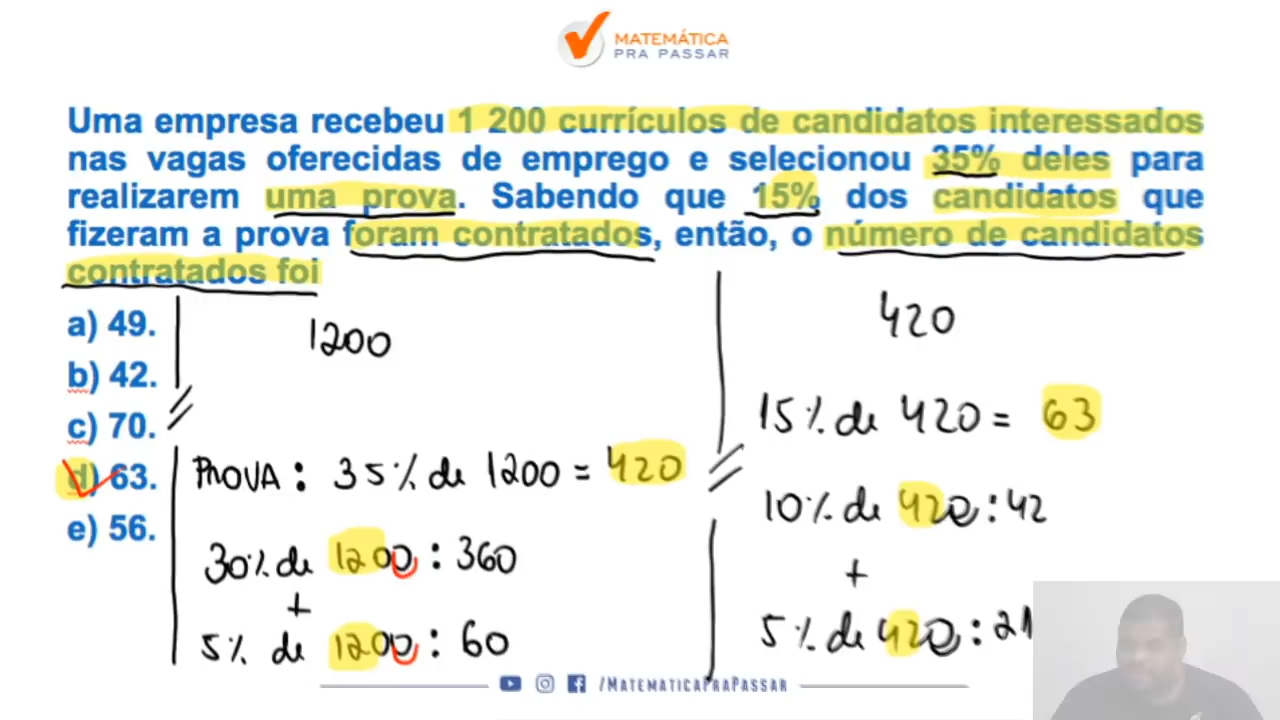 MATEMÁTICA
PRA PASSAR
Uma empresa recebeu 1 200 currículos de candidatos interessados
nas vagas oferecidas de emprego e selecionou 35% deles para
realizarem uma prova. Sabendo que 15% dos candidatos que
fizeram a prova foram contratados, então, o número de candidatos
contratados foi
a) 49.
b) 42.
c) 70.
d) 63.
e) 56.
1200
PROVA: 35% de 1200 = 420
30% de 1200 : 360
+
5% de 1200 : 60
420
15% de 420 = 63
10% de 420 : 42
+
5% de 420 : 21
/MATEMATICAPRAPASSAR